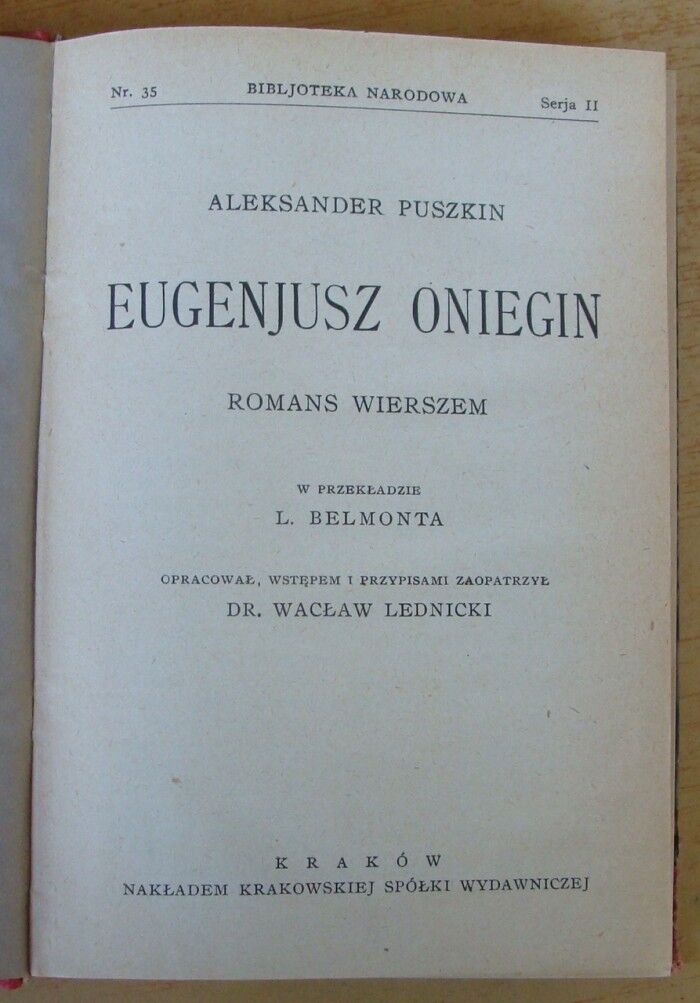 Nr. 35 BIBLJOTEKA NARODOWA Serja II
ALEKSANDER PUSZKIN
EUGENJUSZ ONIEGIN
ROMANS WIERSZEM
W PRZEKŁADZIE
L. BELMONTA
OPRACOWAŁ, WSTĘPEM I PRZYPISAMI ZAOPATRZYŁ
DR. WACŁAW LEDNICKI
KRAKÓW
NAKŁADEM KRAKOWSKIEJ SPÓŁKI WYDAWNICZEJ